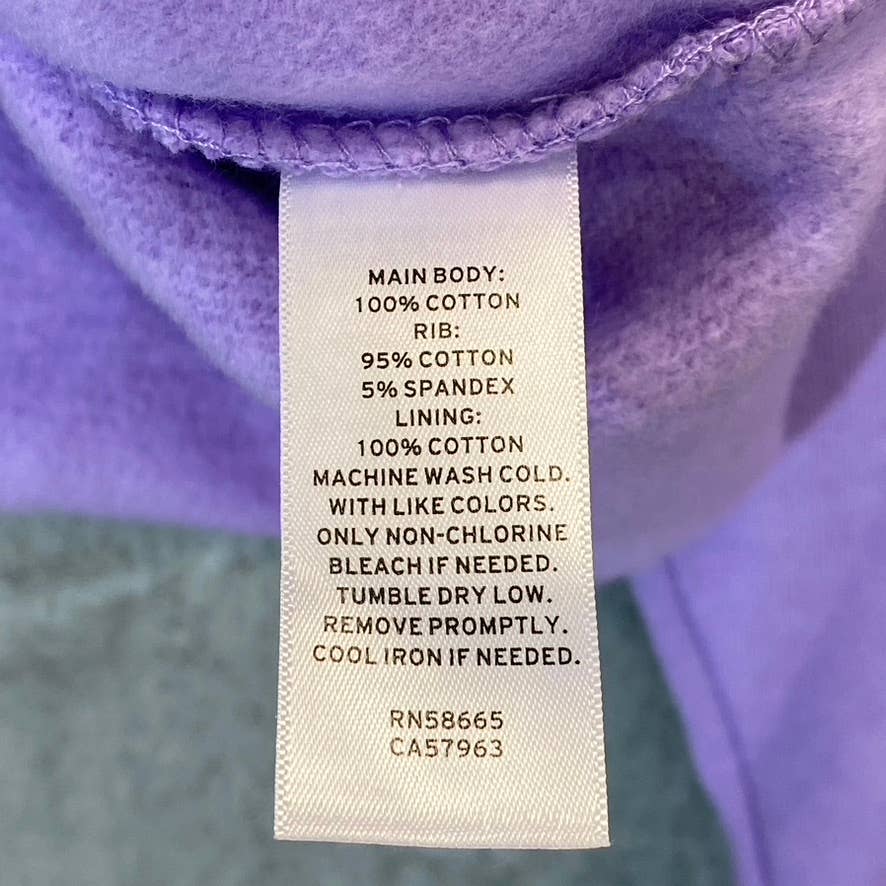 MAIN BODY:
100% COTTON
RIB:
95% COTTON
5% SPANDEX
LINING:
100% COTTON
MACHINE WASH COLD.
WITH LIKE COLORS.
ONLY NON-CHLORINE
BLEACH IF NEEDED.
TUMBLE DRY LOW.
REMOVE PROMPTLY.
COOL IRON IF NEEDED.
RN58665
CA57963